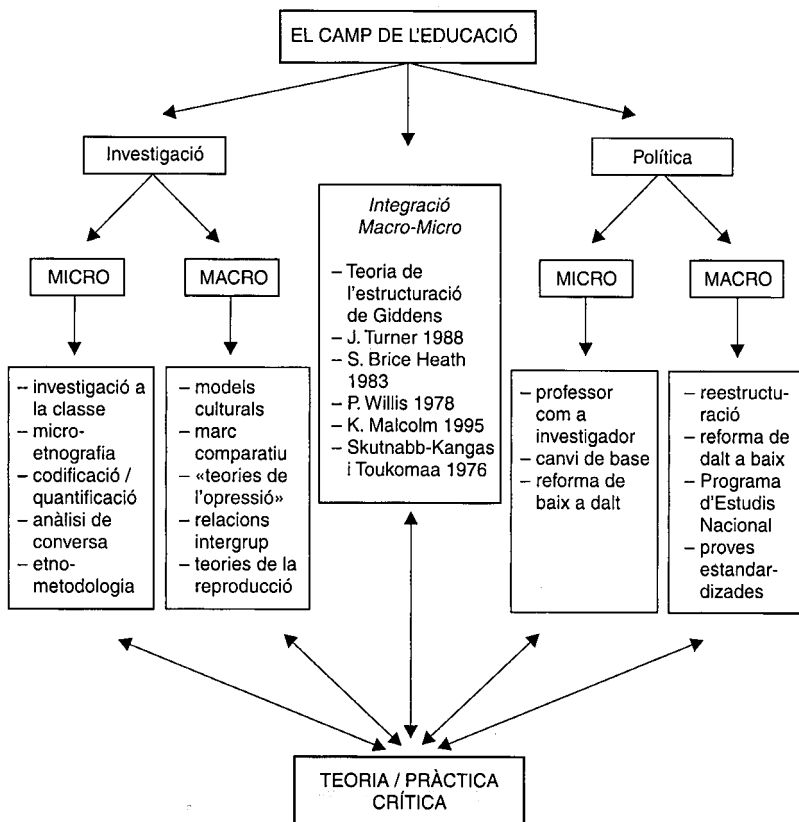 EL CAMP DE L'EDUCACIÓ
Investigació
Política
Integració
Macro-Micro
– Teoria de
l'estructuració
de Giddens
– J. Turner 1988
– S. Brice Heath
1983
– P. Willis 1978
– K. Malcolm 1995
– Skutnabb-Kangas
i Toukomaa 1976
MICRO
MACRO
MICRO
MACRO
– investigació a
la classe
– micro-
etnografia
– codificació /
quantificació
– anàlisi de
conversa
– etno-
metodologia
– models
culturals
– marc
comparatiu
– «teories de
l'opressió»
– relacions
intergrup
– teories de la
reproducció
– professor
com a
investigador
– canvi de base
– reforma de
baix a dalt
– reestructu-
ració
– reforma de
dalt a baix
– Programa
d'Estudis
Nacional
– proves
estandar-
dizades
TEORIA / PRÀCTICA
CRÍTICA